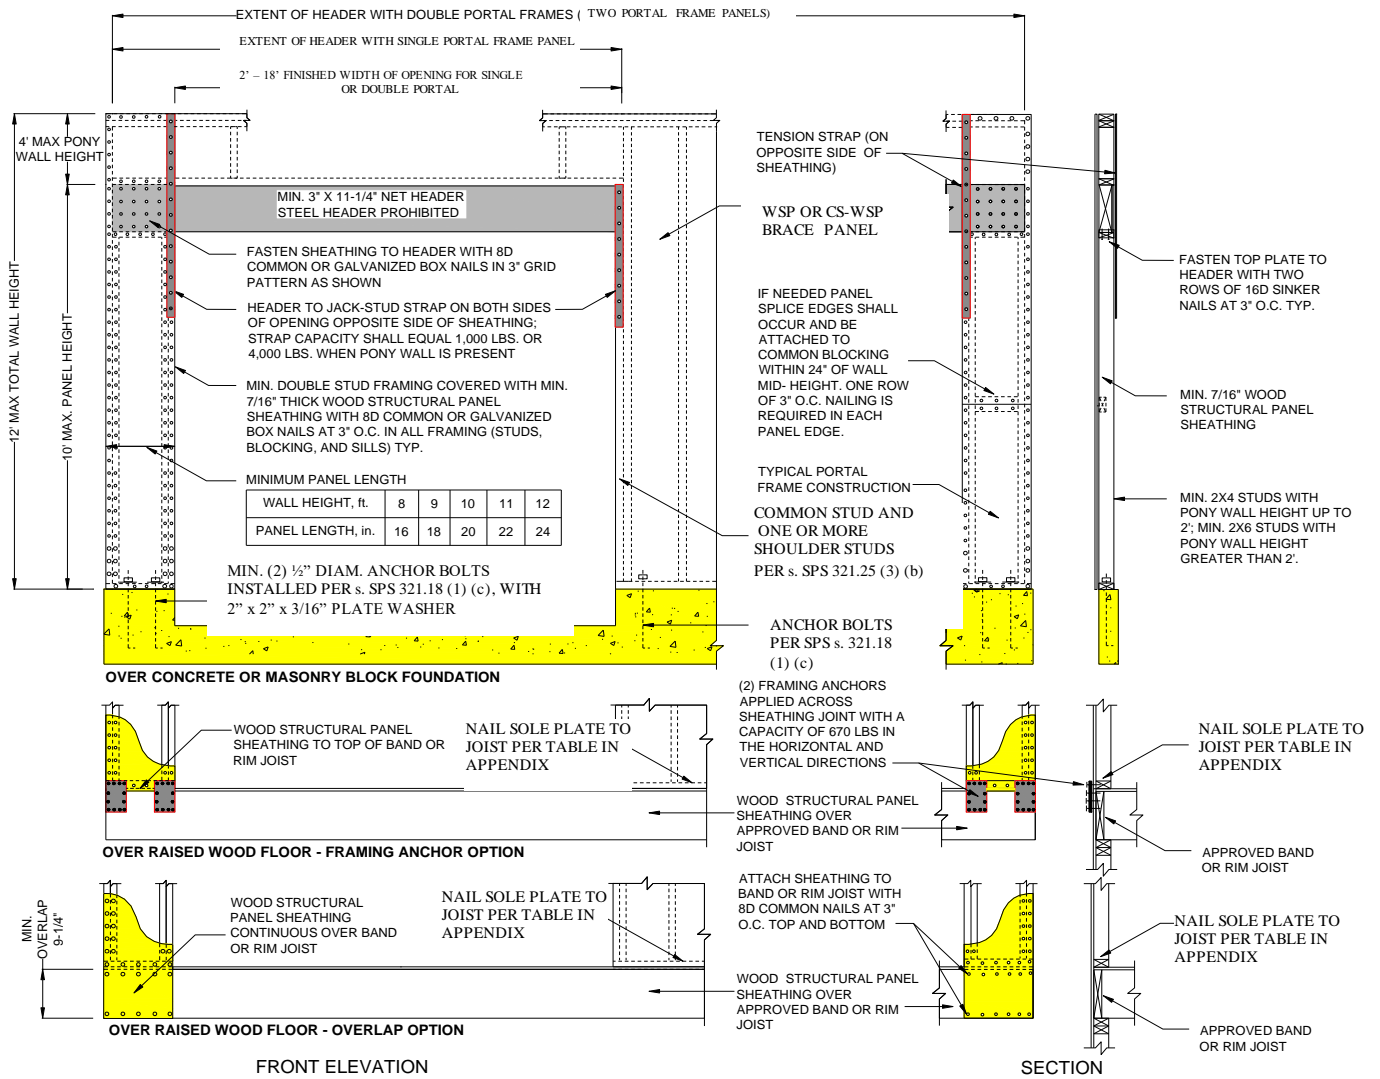 EXTENT OF HEADER WITH DOUBLE PORTAL FRAMES ( TWO PORTAL FRAME PANELS)
EXTENT OF HEADER WITH SINGLE PORTAL FRAME PANEL
2' – 18' FINISHED WIDTH OF OPENING FOR SINGLE
OR DOUBLE PORTAL
4' MAX PONY
WALL HEIGHT
12' MAX TOTAL WALL HEIGHT
10' MAX. PANEL HEIGHT
MIN. 3" X 11-1/4" NET HEADER
STEEL HEADER PROHIBITED
FASTEN SHEATHING TO HEADER WITH 8D
COMMON OR GALVANIZED BOX NAILS IN 3" GRID
PATTERN AS SHOWN
HEADER TO JACK-STUD STRAP ON BOTH SIDES
OF OPENING OPPOSITE SIDE OF SHEATHING;
STRAP CAPACITY SHALL EQUAL 1,000 LBS. OR
4,000 LBS. WHEN PONY WALL IS PRESENT
MIN. DOUBLE STUD FRAMING COVERED WITH MIN.
7/16" THICK WOOD STRUCTURAL PANEL
SHEATHING WITH 8D COMMON OR GALVANIZED
BOX NAILS AT 3" O.C. IN ALL FRAMING (STUDS,
BLOCKING, AND SILLS) TYP.
MINIMUM PANEL LENGTH
WALL HEIGHT, ft. 8 9 10 11 12
PANEL LENGTH, in. 16 18 20 22 24
MIN. (2) ½" DIAM. ANCHOR BOLTS
INSTALLED PER s. SPS 321.18 (1) (c), WITH
2" x 2" x 3/16" PLATE WASHER
OVER CONCRETE OR MASONRY BLOCK FOUNDATION
TENSION STRAP (ON
OPPOSITE SIDE OF
SHEATHING)
WSP OR CS-WSP
BRACE PANEL
IF NEEDED PANEL
SPLICE EDGES SHALL
OCCUR AND BE
ATTACHED TO
COMMON BLOCKING
WITHIN 24" OF WALL
MID- HEIGHT. ONE ROW
OF 3" O.C. NAILING IS
REQUIRED IN EACH
PANEL EDGE.
TYPICAL PORTAL
FRAME CONSTRUCTION
COMMON STUD AND
ONE OR MORE
SHOULDER STUDS
PER s. SPS 321.25 (3) (b)
ANCHOR BOLTS
PER SPS s. 321.18
(1) (c)
FASTEN TOP PLATE TO
HEADER WITH TWO
ROWS OF 16D SINKER
NAILS AT 3" O.C. TYP.
MIN. 7/16" WOOD
STRUCTURAL PANEL
SHEATHING
MIN. 2X4 STUDS WITH
PONY WALL HEIGHT UP TO
2'; MIN. 2X6 STUDS WITH
PONY WALL HEIGHT
GREATER THAN 2'.
WOOD STRUCTURAL PANEL
SHEATHING TO TOP OF BAND OR
RIM JOIST
NAIL SOLE PLATE TO
JOIST PER TABLE IN
APPENDIX
(2) FRAMING ANCHORS
APPLIED ACROSS
SHEATHING JOINT WITH A
CAPACITY OF 670 LBS IN
THE HORIZONTAL AND
VERTICAL DIRECTIONS
WOOD STRUCTURAL PANEL
SHEATHING OVER
APPROVED BAND OR RIM
JOIST
NAIL SOLE PLATE TO
JOIST PER TABLE IN
APPENDIX
APPROVED BAND
OR RIM JOIST
OVER RAISED WOOD FLOOR - FRAMING ANCHOR OPTION
MIN.
OVERLAP
9-1/4"
WOOD STRUCTURAL
PANEL SHEATHING
CONTINUOUS OVER BAND
OR RIM JOIST
NAIL SOLE PLATE TO
JOIST PER TABLE IN
APPENDIX
ATTACH SHEATHING TO
BAND OR RIM JOIST WITH
8D COMMON NAILS AT 3"
O.C. TOP AND BOTTOM
WOOD STRUCTURAL PANEL
SHEATHING OVER
APPROVED BAND OR RIM
JOIST
NAIL SOLE PLATE TO
JOIST PER TABLE IN
APPENDIX
APPROVED BAND
OR RIM JOIST
OVER RAISED WOOD FLOOR - OVERLAP OPTION
FRONT ELEVATION
SECTION